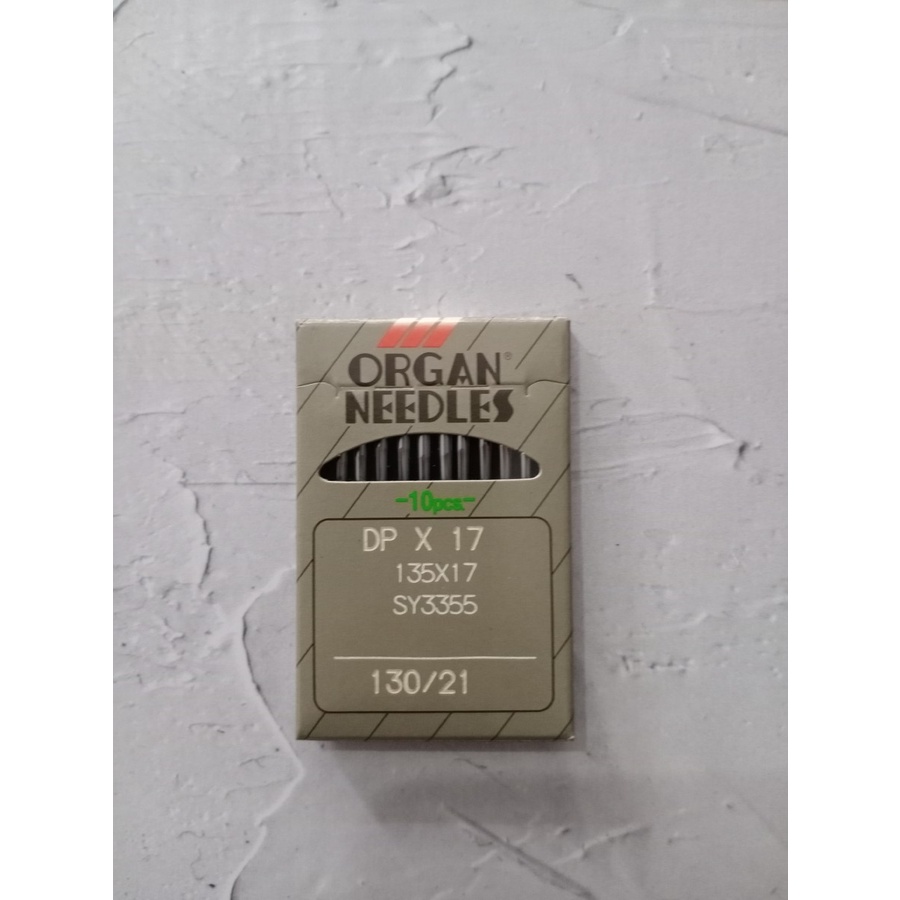 ORGAN®
NEEDLES
-10pcs.-
DP X 17
135X17
SY3355
130/21